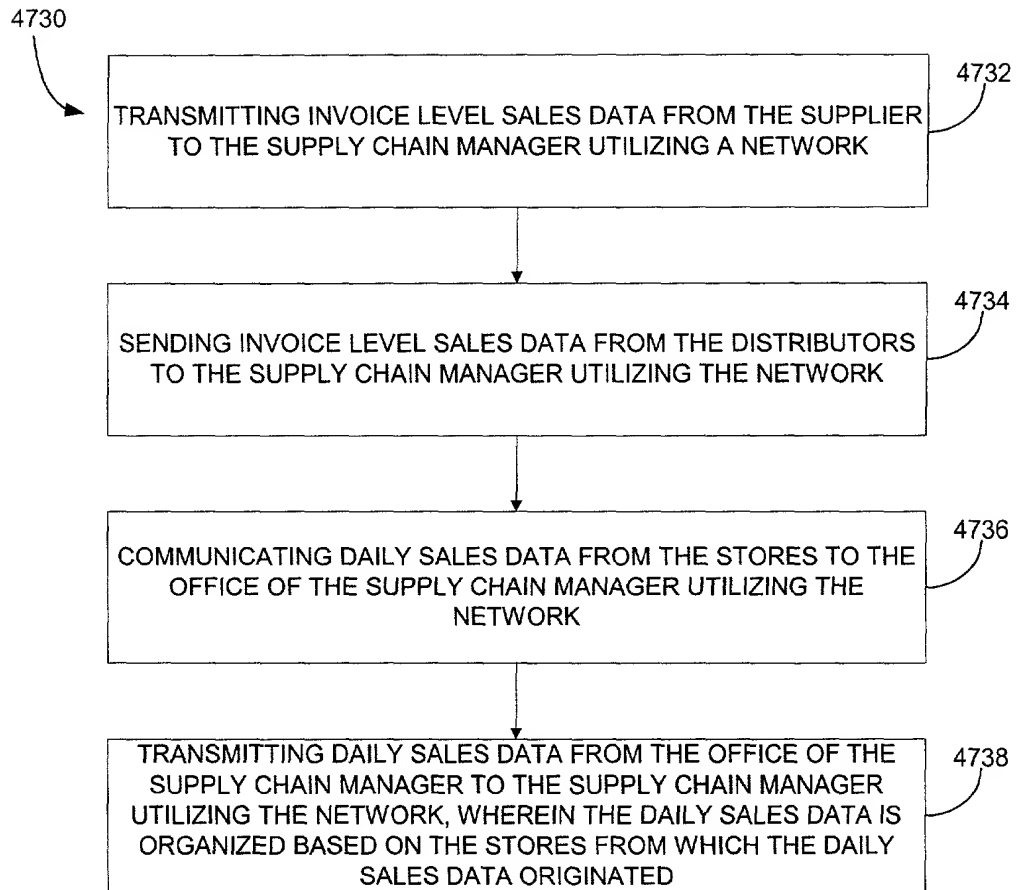 4730
4732
TRANSMITTING INVOICE LEVEL SALES DATA FROM THE SUPPLIER
TO THE SUPPLY CHAIN MANAGER UTILIZING A NETWORK
4734
SENDING INVOICE LEVEL SALES DATA FROM THE DISTRIBUTORS
TO THE SUPPLY CHAIN MANAGER UTILIZING THE NETWORK
4736
COMMUNICATING DAILY SALES DATA FROM THE STORES TO THE
OFFICE OF THE SUPPLY CHAIN MANAGER UTILIZING THE
NETWORK
4738
TRANSMITTING DAILY SALES DATA FROM THE OFFICE OF THE
SUPPLY CHAIN MANAGER TO THE SUPPLY CHAIN MANAGER
UTILIZING THE NETWORK, WHEREIN THE DAILY SALES DATA IS
ORGANIZED BASED ON THE STORES FROM WHICH THE DAILY
SALES DATA ORIGINATED